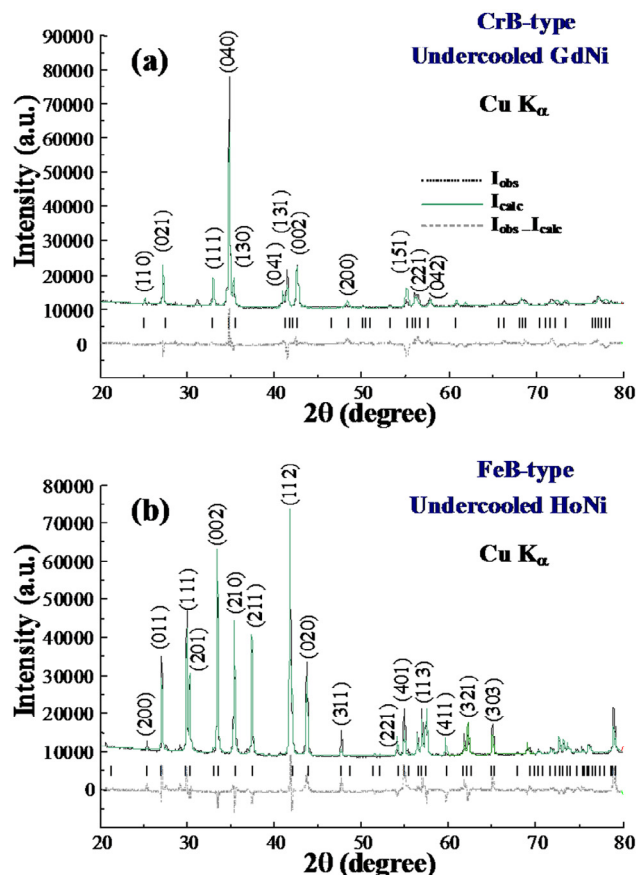 CrB-type
Undercooled GdNi
Cu Kα
(a)
Intensity (a.u.)
90000
80000
70000
60000
50000
40000
30000
20000
10000
0
(110)
(021)
(111)
(040)
(130)
(041)
(131)
(002)
(200)
(151)
(221)
(042)
I obs
I calc
I obs – I calc
20 30 40 50 60 70 80
2θ (degree)
FeB-type
Undercooled HoNi
Cu Kα
(b)
Intensity (a.u.)
80000
70000
60000
50000
40000
30000
20000
10000
0
(200)
(011)
(111)
(201)
(002)
(210)
(211)
(112)
(020)
(311)
(221)
(401)
(113)
(411)
(321)
(303)
20 30 40 50 60 70 80
2θ (degree)